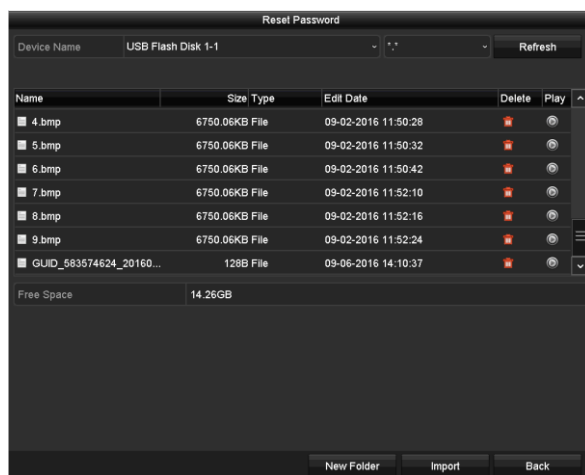 Reset Password
Device Name USB Flash Disk 1-1 *.* Refresh
Name Size Type Edit Date Delete Play
4.bmp 6750.06KB File 09-02-2016 11:50:28
5.bmp 6750.06KB File 09-02-2016 11:50:32
6.bmp 6750.06KB File 09-02-2016 11:50:42
7.bmp 6750.06KB File 09-02-2016 11:52:10
8.bmp 6750.06KB File 09-02-2016 11:52:16
9.bmp 6750.06KB File 09-02-2016 11:52:24
GUID_583574624_20160... 128B File 09-06-2016 14:10:37
Free Space 14.26GB
New Folder Import Back